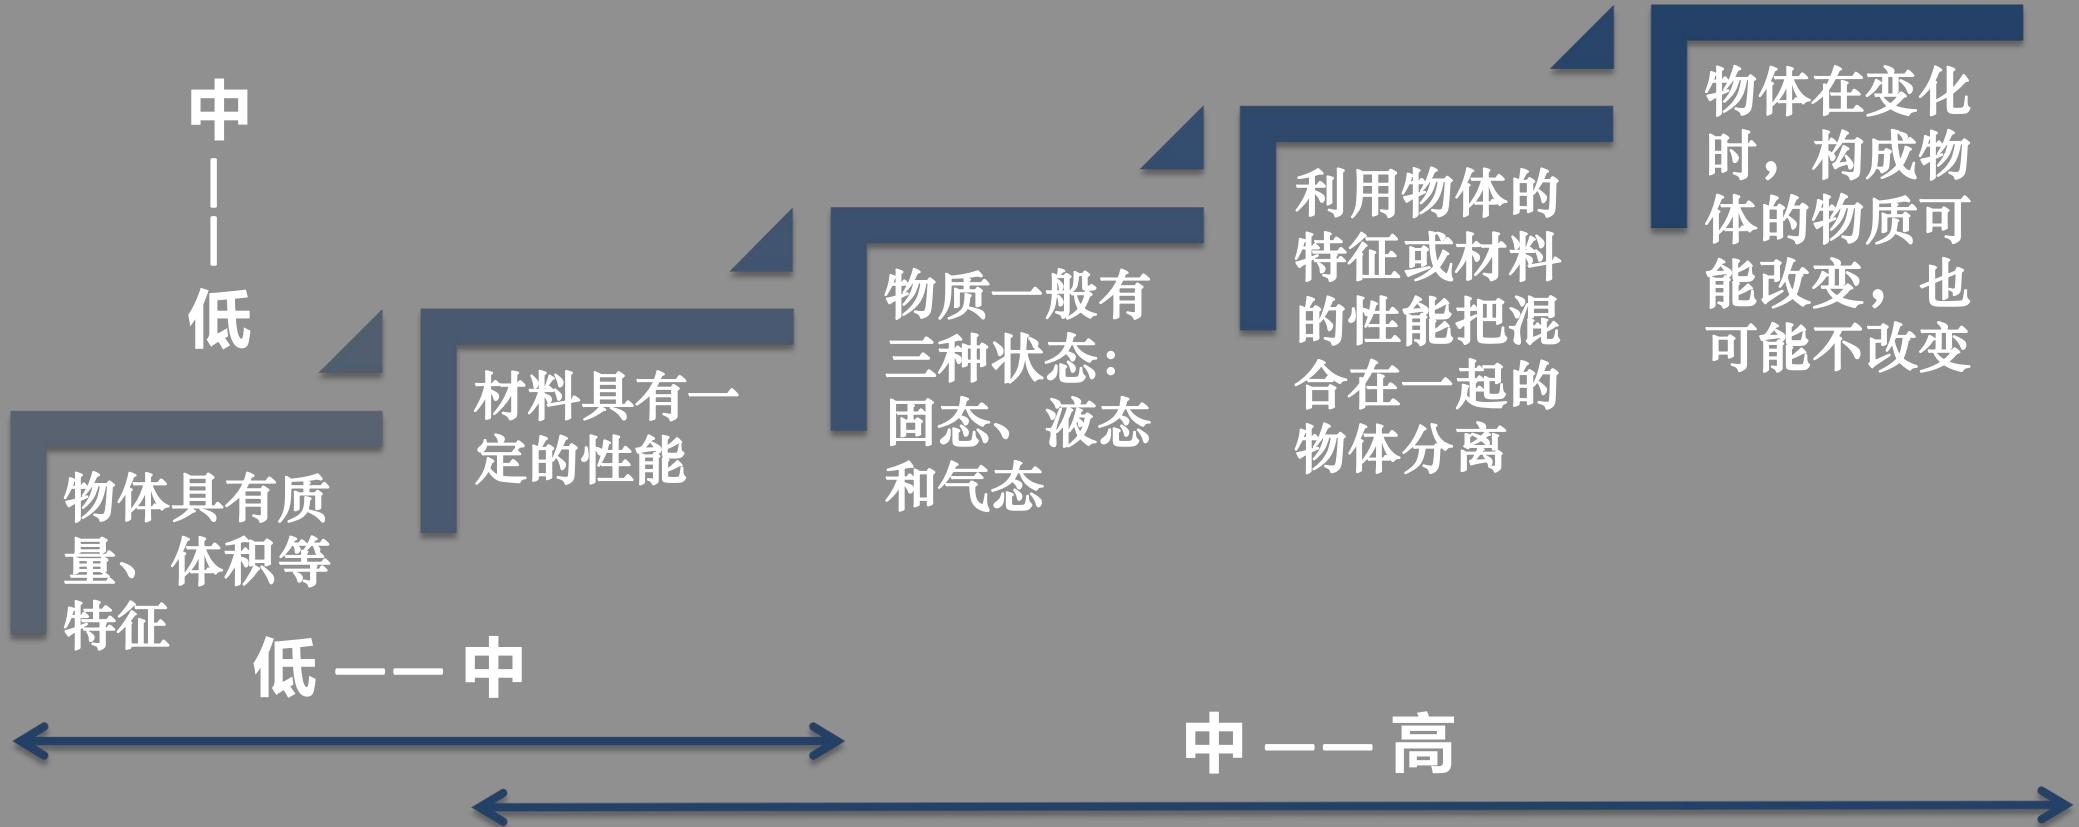 中
——
低
物体具有质
量、体积等
特征
材料具有一
定的性能
物质一般有
三种状态：
固态、液态
和气态
利用物体的
特征或材料
的性能把混
合在一起的
物体分离
物体在变化
时，构成物
体的物质可
能改变，也
可能不改变
低——中
中——高